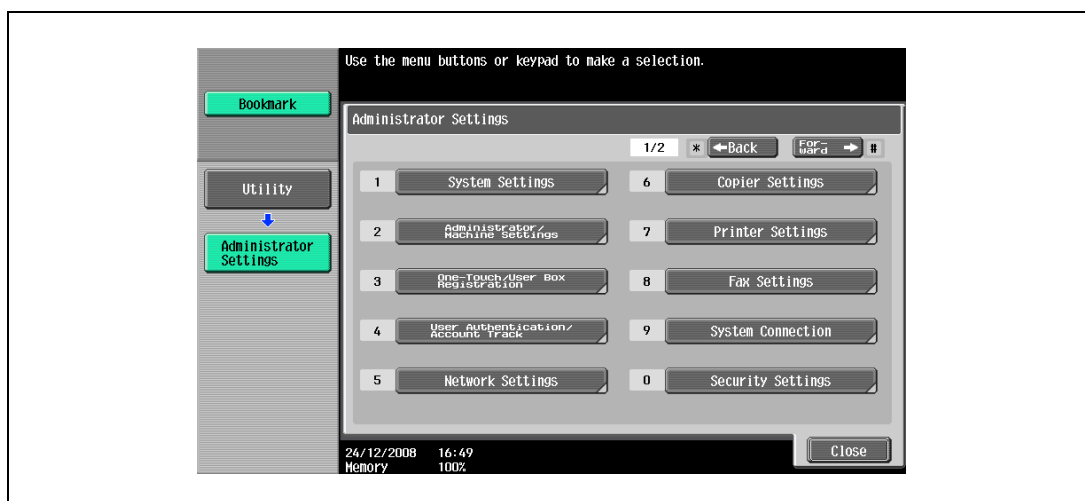 Use the menu buttons or keypad to make a selection.
Bookmark
Administrator Settings
1/2 * ←Back For-ward → #
Utility
Administrator
Settings
1 System Settings
6 Copier Settings
2 Administrator/
Machine Settings
7 Printer Settings
3 One-Touch/User Box
Registration
8 Fax Settings
4 User Authentication/
Account Track
9 System Connection
5 Network Settings
0 Security Settings
24/12/2008 16:49
Memory 100%
Close